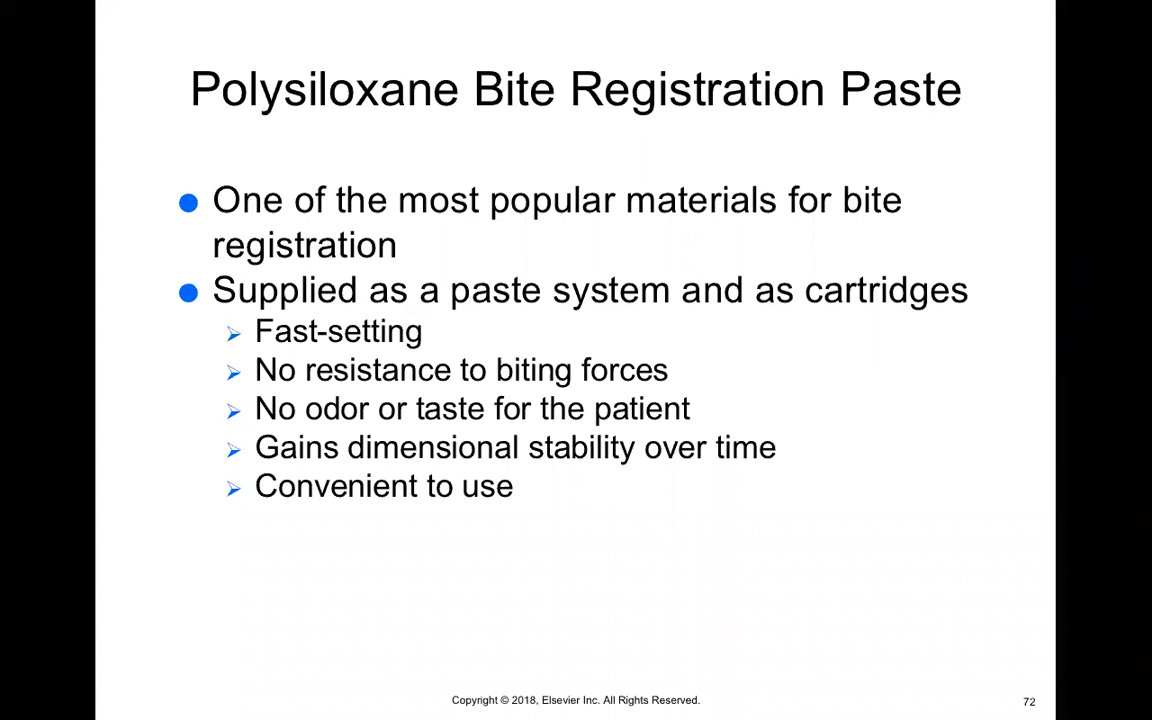 Polysiloxane Bite Registration Paste
One of the most popular materials for bite
registration
Supplied as a paste system and as cartridges
Fast-setting
No resistance to biting forces
No odor or taste for the patient
Gains dimensional stability over time
Convenient to use
Copyright © 2018, Elsevier Inc. All Rights Reserved.
72